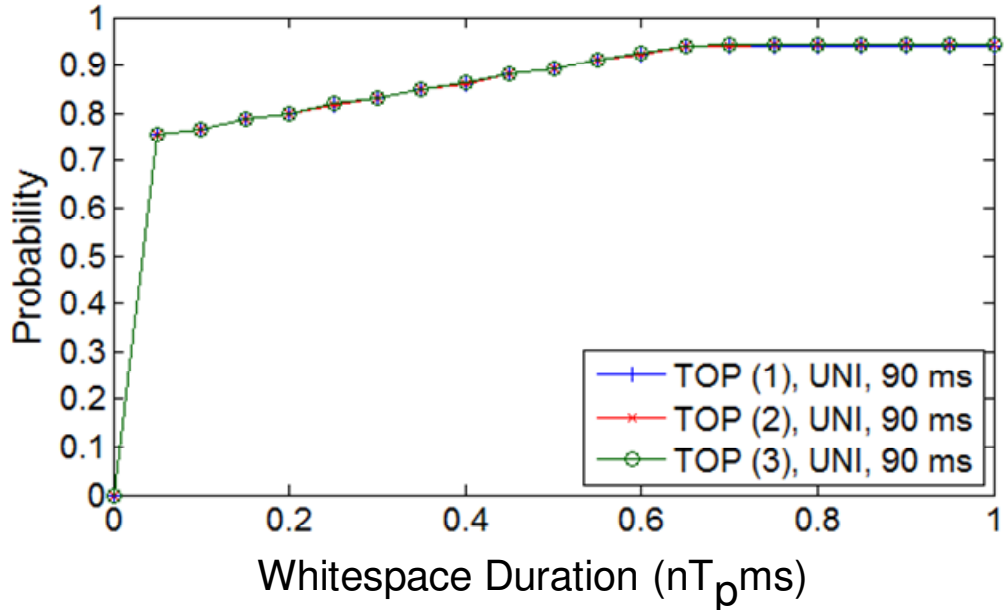 1
0.9
0.8
0.7
0.6
0.5
0.4
0.3
0.2
0.1
0
Probability
TOP (1), UNI, 90 ms
TOP (2), UNI, 90 ms
TOP (3), UNI, 90 ms
0 0.2 0.4 0.6 0.8 1
Whitespace Duration (nTpms)